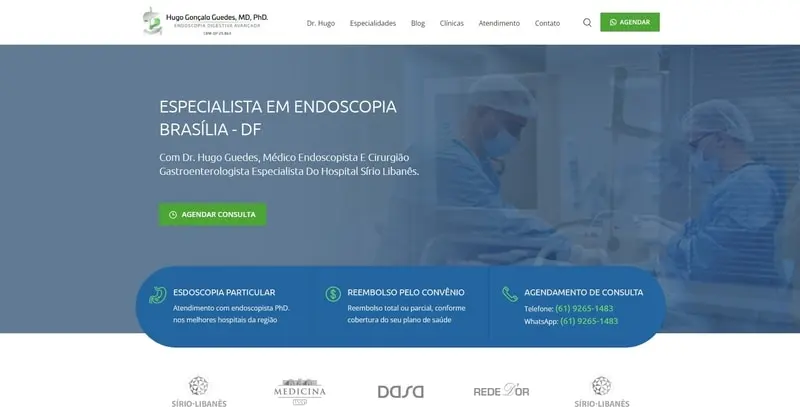 Hugo Gonçalo Guedes, MD, PhD.
ENDOSCOPIA DIGESTIVA AVANÇADA
Dr. Hugo
Especialidades
Blog
Clínicas
Atendimento
Contato
AGENDAR
ESPECIALISTA EM ENDOSCOPIA
BRASÍLIA - DF
Com Dr. Hugo Guedes, Médico Endoscopista E Cirurgião
Gastroenterologista Especialista Do Hospital Sírio Libanês.
AGENDAR CONSULTA
ESDOSCOPIA PARTICULAR
Atendimento com endoscopista PhD.
nos melhores hospitais da região
REEMBOLSO PELO CONVÊNIO
Reembolso total ou parcial, conforme
cobertura do seu plano de saúde
AGENDAMENTO DE CONSULTA
Telefone: (61) 9265-1483
WhatsApp: (61) 9265-1483
SÍRIO-LIBANÊS
MEDICINA
USP
DASA
REDE D'OR
SÍRIO-LIBANÊS